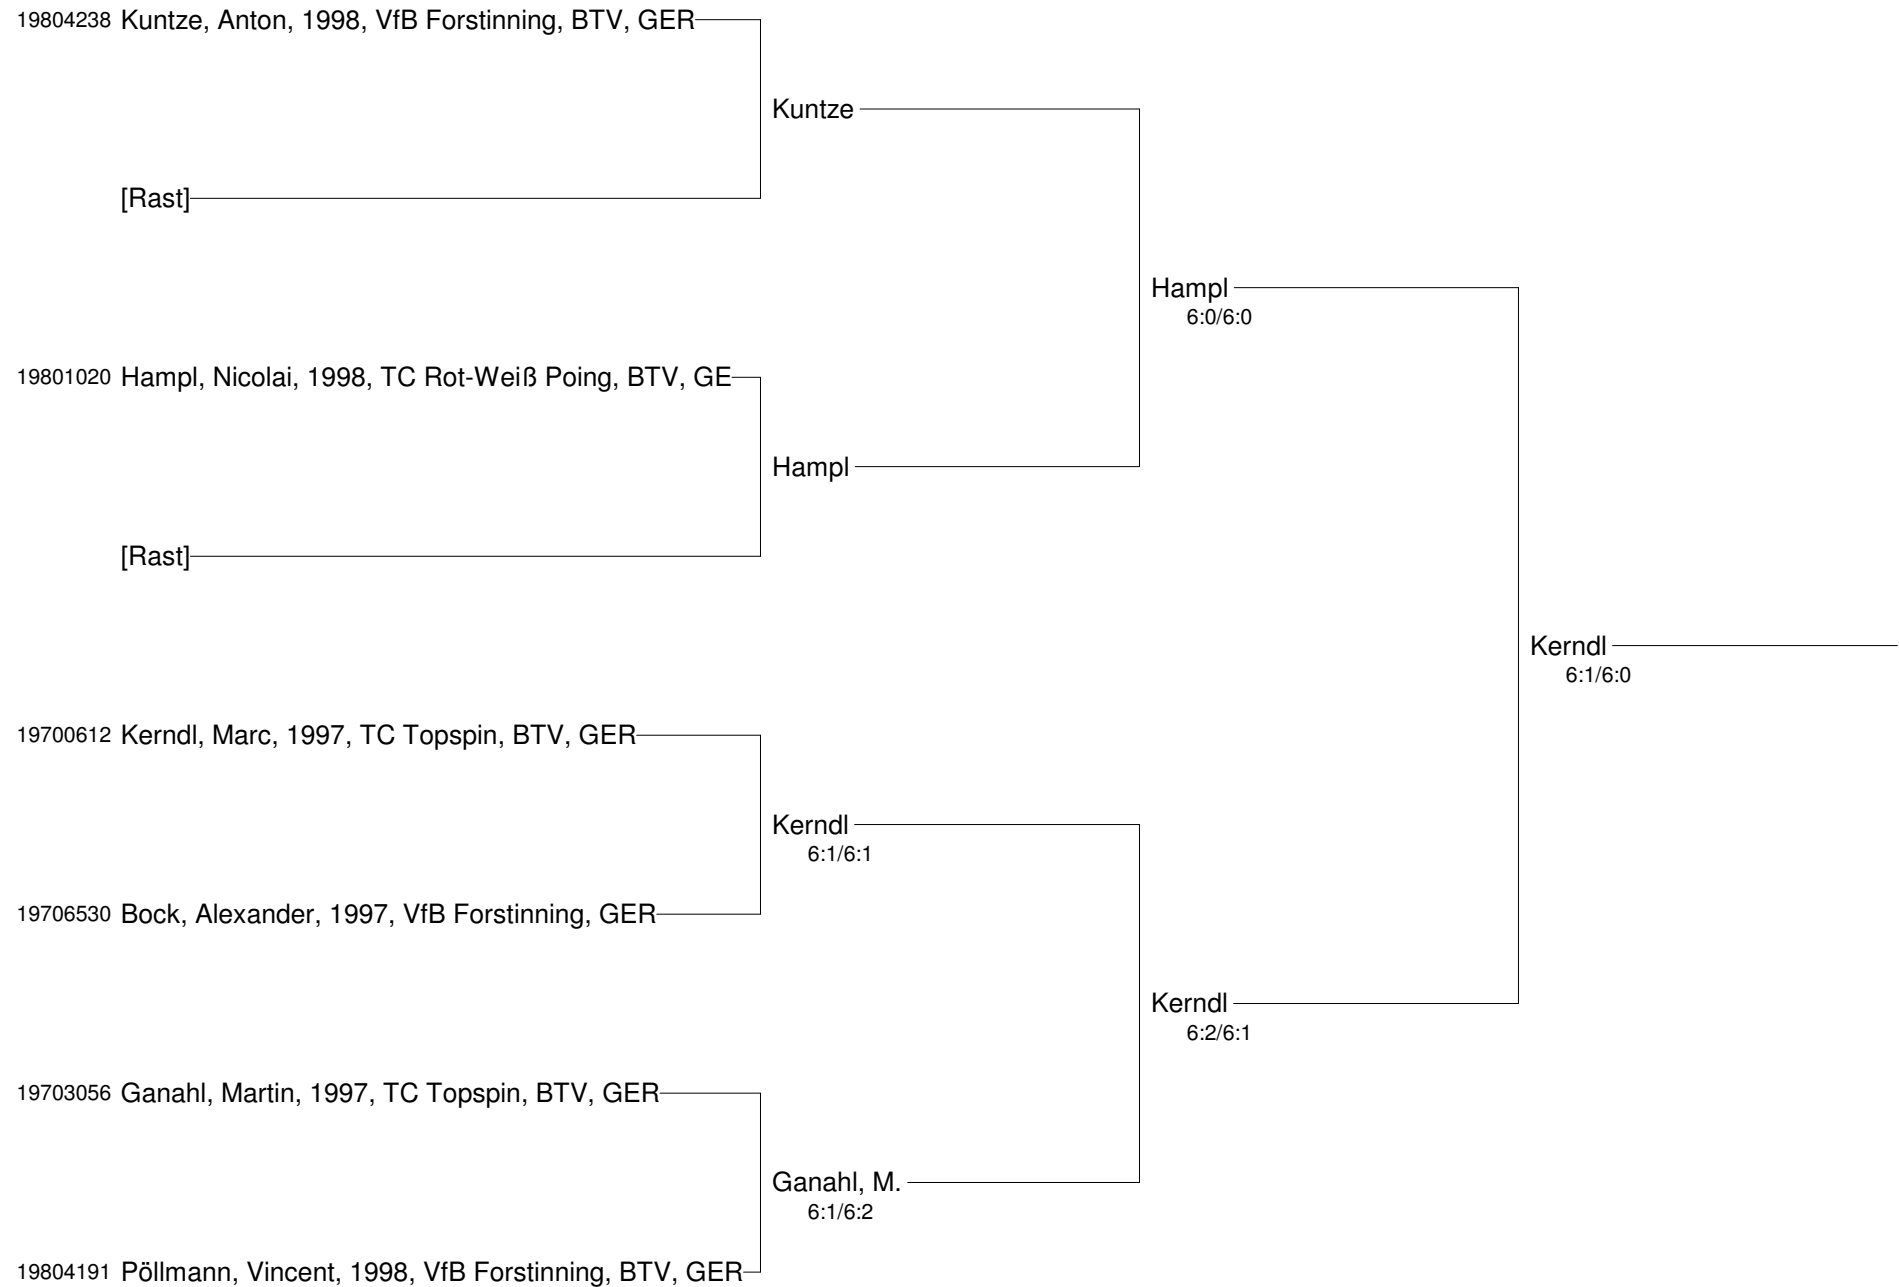 19804238 Kuntze, Anton, 1998, VfB Forstinning, BTV, GER
Kuntze
[Rast]
Hampl
6:0/6:0
19801020 Hampl, Nicolai, 1998, TC Rot-Weiß Poing, BTV, GE
Hampl
[Rast]
Kerndl
6:1/6:0
19700612 Kerndl, Marc, 1997, TC Topspin, BTV, GER
Kerndl
6:1/6:1
19706530 Bock, Alexander, 1997, VfB Forstinning, GER
Kerndl
6:2/6:1
19703056 Ganahl, Martin, 1997, TC Topspin, BTV, GER
Ganahl, M.
6:1/6:2
19804191 Pöllmann, Vincent, 1998, VfB Forstinning, BTV, GER